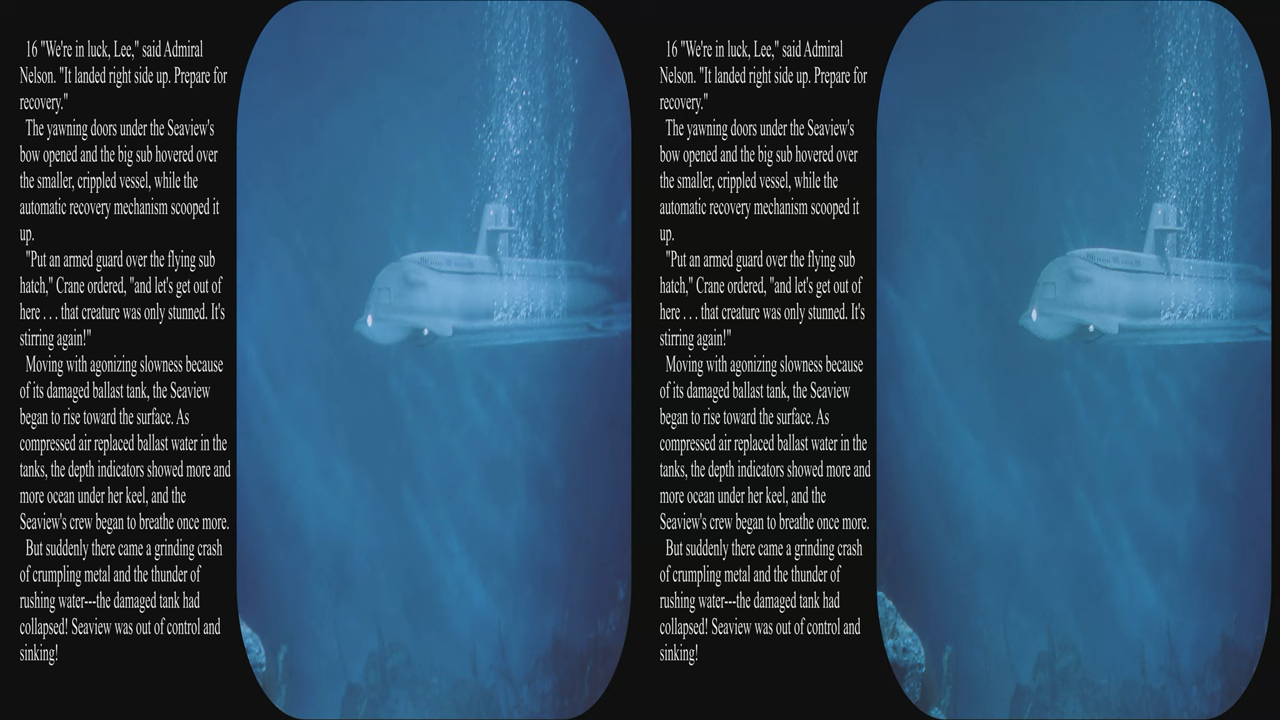 16 "We're in luck, Lee," said Admiral
Nelson. "It landed right side up. Prepare for
recovery."
The yawning doors under the Seaview's
bow opened and the big sub hovered over
the smaller, crippled vessel, while the
automatic recovery mechanism scooped it
up.
"Put an armed guard over the flying sub
hatch," Crane ordered, "and let's get out of
here . . . that creature was only stunned. It's
stirring again!"
Moving with agonizing slowness because
of its damaged ballast tank, the Seaview
began to rise toward the surface. As
compressed air replaced ballast water in the
tanks, the depth indicators showed more and
more ocean under her keel, and the
Seaview's crew began to breathe once more.
But suddenly there came a grinding crash
of crumpling metal and the thunder of
rushing water---the damaged tank had
collapsed! Seaview was out of control and
sinking!
16 "We're in luck, Lee," said Admiral
Nelson. "It landed right side up. Prepare for
recovery."
The yawning doors under the Seaview's
bow opened and the big sub hovered over
the smaller, crippled vessel, while the
automatic recovery mechanism scooped it
up.
"Put an armed guard over the flying sub
hatch," Crane ordered, "and let's get out of
here . . . that creature was only stunned. It's
stirring again!"
Moving with agonizing slowness because
of its damaged ballast tank, the Seaview
began to rise toward the surface. As
compressed air replaced ballast water in the
tanks, the depth indicators showed more and
more ocean under her keel, and the
Seaview's crew began to breathe once more.
But suddenly there came a grinding crash
of crumpling metal and the thunder of
rushing water---the damaged tank had
collapsed! Seaview was out of control and
sinking!